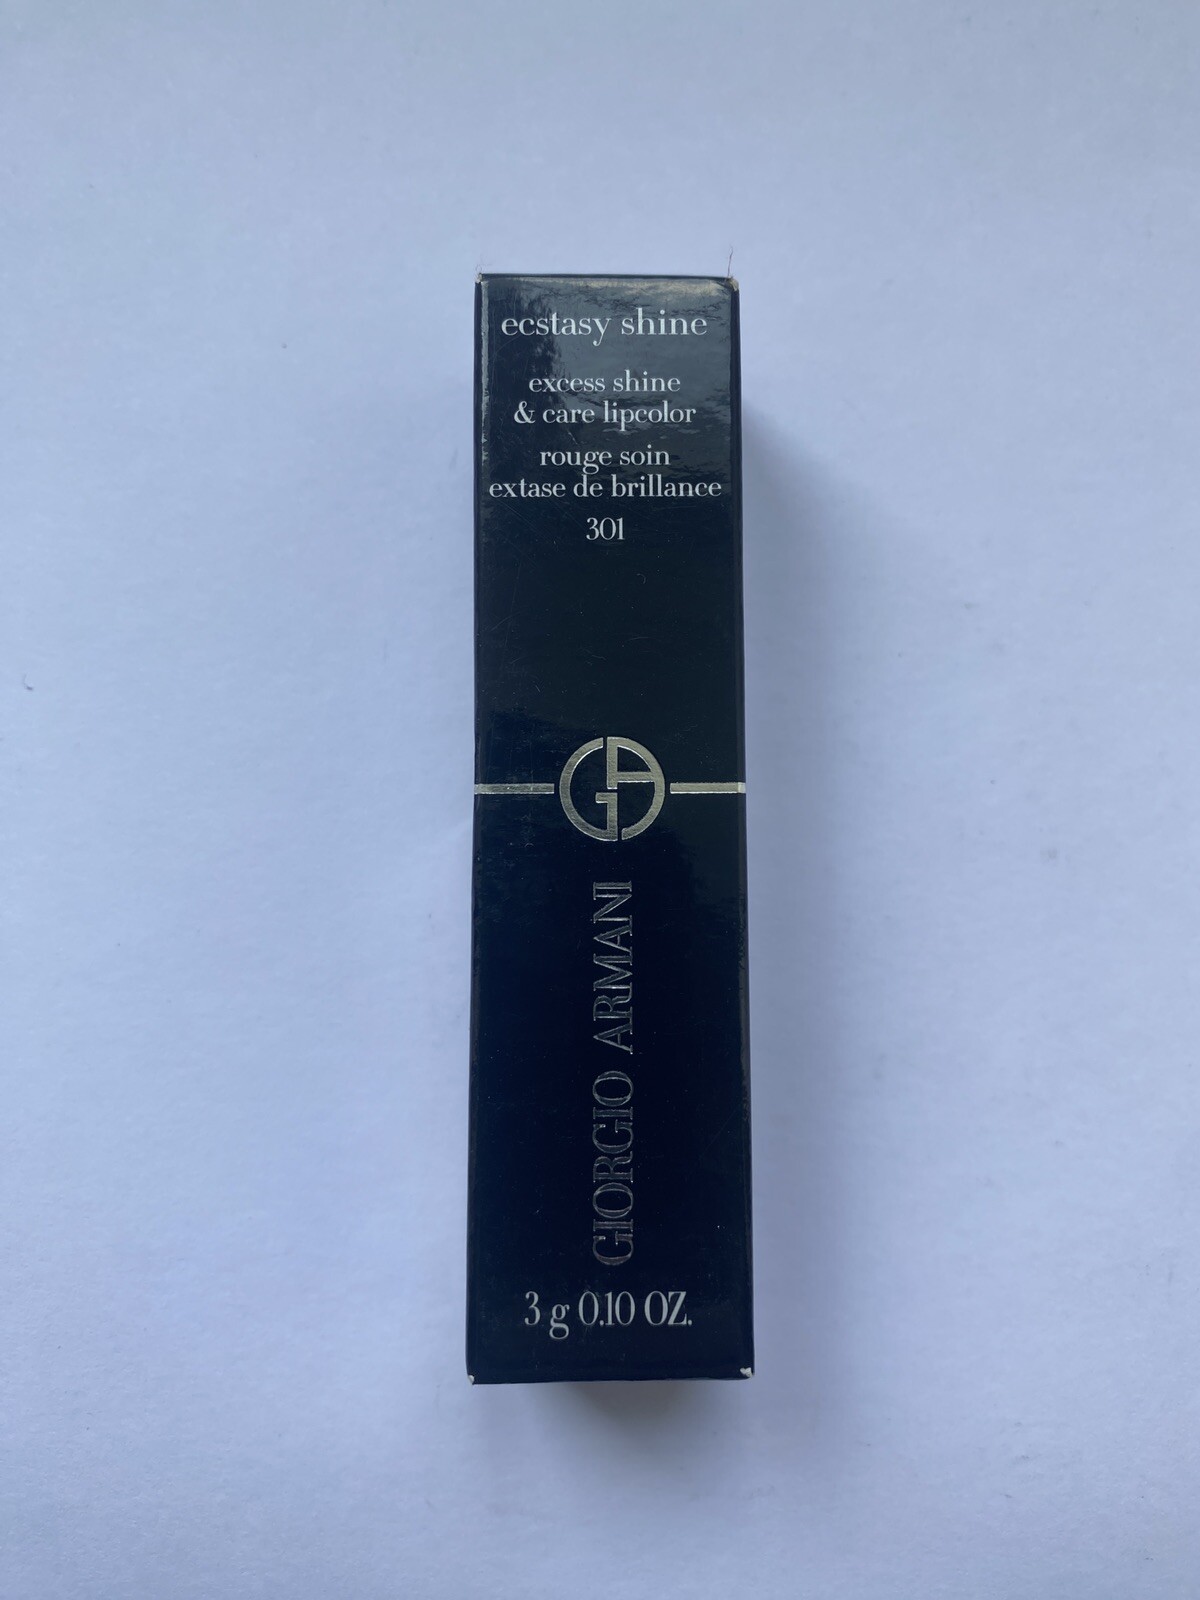 ecstasy shine
excess shine
& care lipcolor
rouge soin
extase de brillance
301
GA
GIORGIO ARMANI
3 g 0.10 OZ.